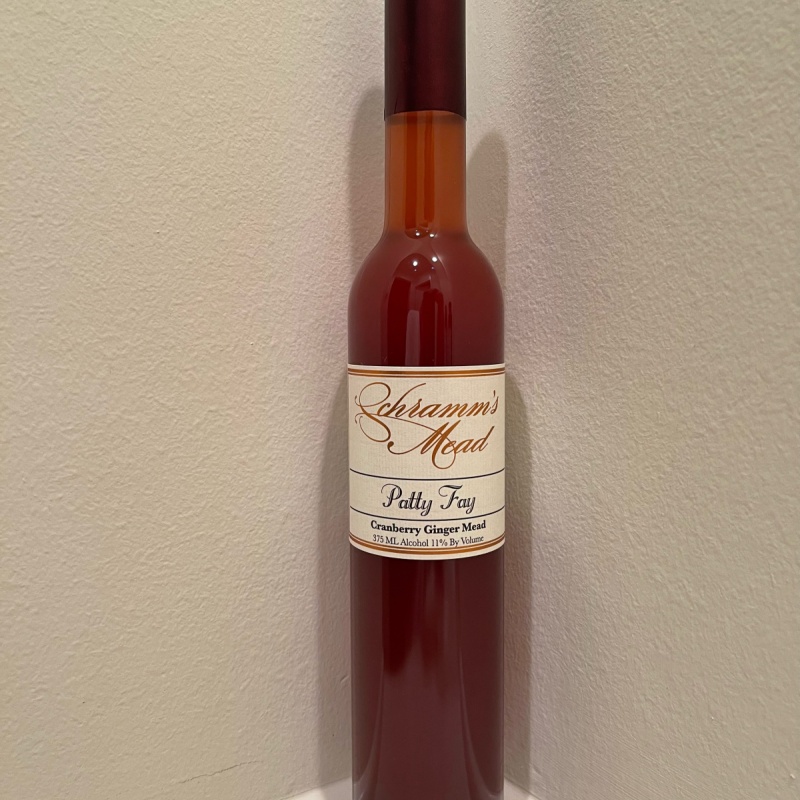 Schramm's
Mead
Patty Fay
Cranberry Ginger Mead
375 ML Alcohol 11% By Volume